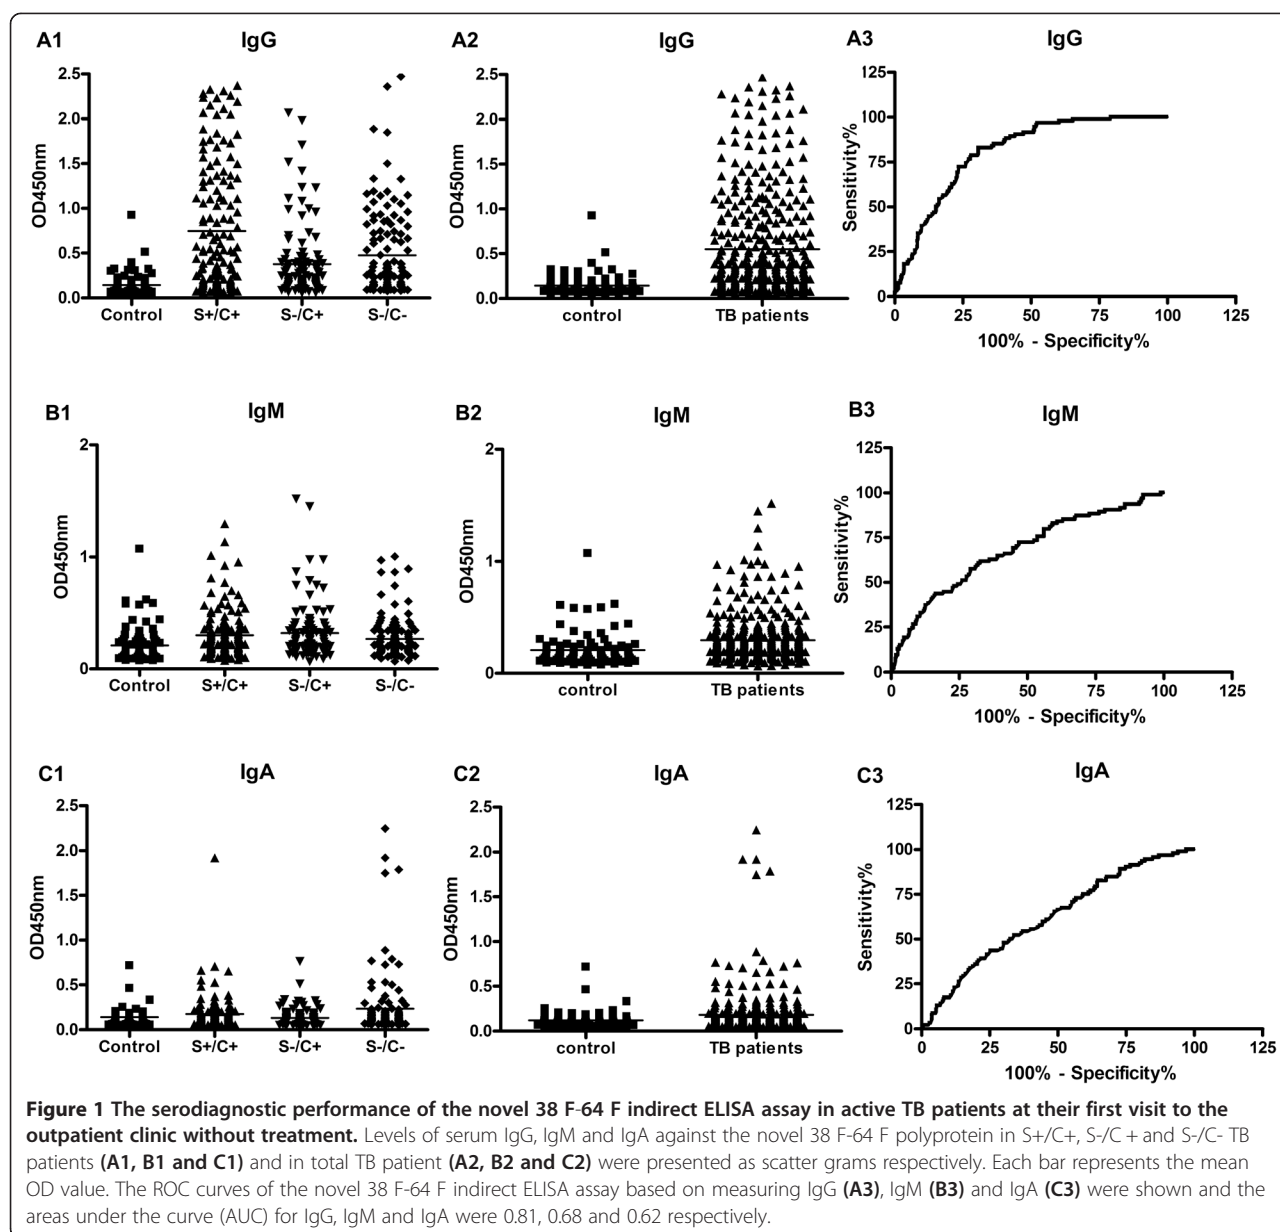 A1 IgG
OD450nm
2.5
2.0
1.5
1.0
0.5
0.0
Control S+/C+ S-/C+ S-/C-
A2 IgG
OD450nm
2.5
2.0
1.5
1.0
0.5
0.0
control TB patients
A3 IgG
Sensitivity%
125
100
75
50
25
0
0 25 50 75 100 125
100% - Specificity%
B1 IgM
OD450nm
2
1
0
Control S+/C+ S-/C+ S-/C-
B2 IgM
OD450nm
2
1
0
control TB patients
B3 IgM
Sensitivity%
125
100
75
50
25
0
0 25 50 75 100 125
100% - Specificity%
C1 IgA
OD450nm
2.5
2.0
1.5
1.0
0.5
0.0
Control S+/C+ S-/C+ S-/C-
C2 IgA
OD450nm
2.5
2.0
1.5
1.0
0.5
0.0
control TB patients
C3 IgA
Sensitivity%
125
100
75
50
25
0
0 25 50 75 100 125
100% - Specificity%
Figure 1 The serodiagnostic performance of the novel 38 F-64 F indirect ELISA assay in active TB patients at their first visit to the
outpatient clinic without treatment. Levels of serum IgG, IgM and IgA against the novel 38 F-64 F polyprotein in S+/C+, S-/C + and S-/C- TB
patients (A1, B1 and C1) and in total TB patient (A2, B2 and C2) were presented as scatter grams respectively. Each bar represents the mean
OD value. The ROC curves of the novel 38 F-64 F indirect ELISA assay based on measuring IgG (A3), IgM (B3) and IgA (C3) were shown and the
areas under the curve (AUC) for IgG, IgM and IgA were 0.81, 0.68 and 0.62 respectively.